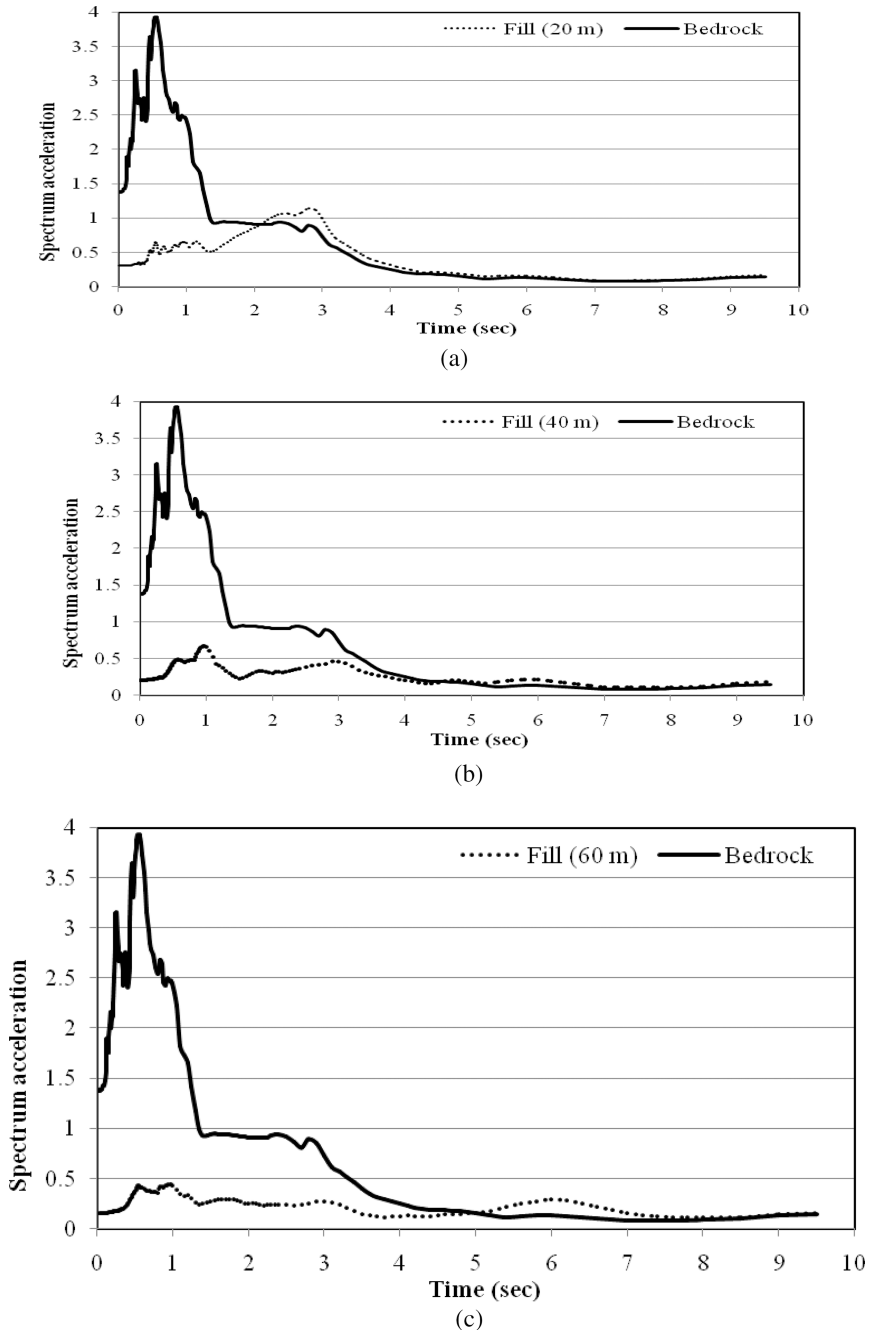 Fill (20 m) Bedrock
4
3.5
3
2.5
2
1.5
1
0.5
0
Spectrum acceleration
0 1 2 3 4 5 6 7 8 9 10
Time (sec)
(a)
Fill (40 m) Bedrock
4
3.5
3
2.5
2
1.5
1
0.5
0
Spectrum acceleration
0 1 2 3 4 5 6 7 8 9 10
Time (sec)
(b)
Fill (60 m) Bedrock
4
3.5
3
2.5
2
1.5
1
0.5
0
Spectrum acceleration
0 1 2 3 4 5 6 7 8 9 10
Time (sec)
(c)